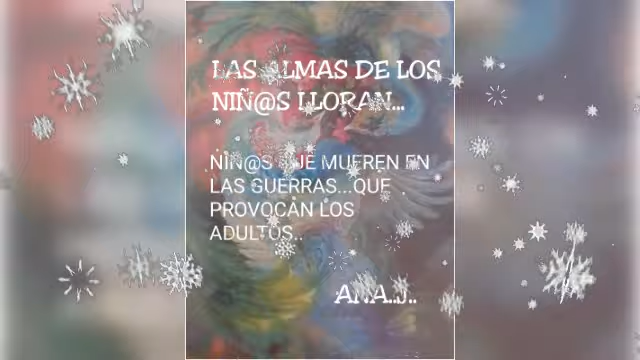 LAS ALMAS DE LOS
NIÑ@S LLORAN...
NIÑ@S QUE MUEREN EN
LAS GUERRAS...QUE
PROVOCAN LOS
ADULTOS..
ANA..J..